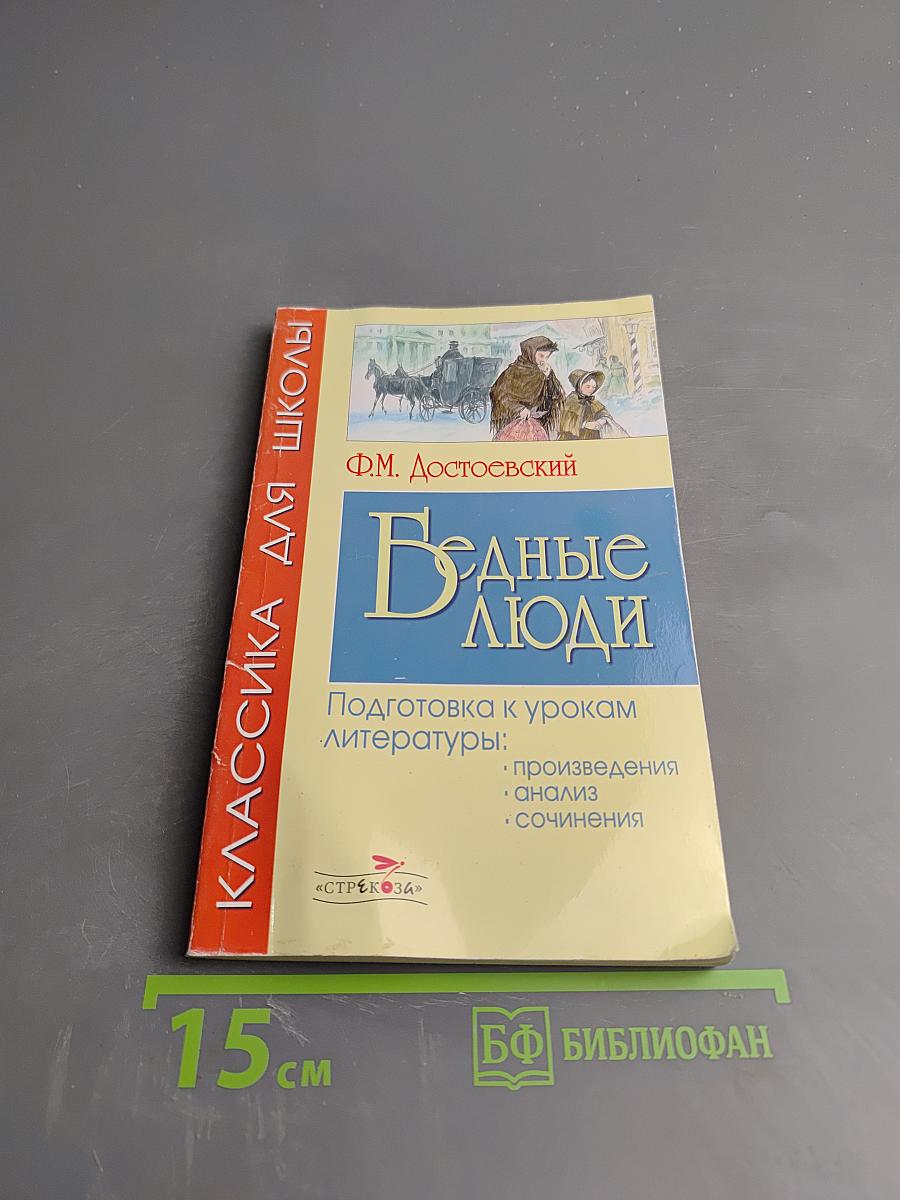 КЛАССИКА ДЛЯ ШКОЛЫ
Ф.М. Достоевский
Бедные
люди
Подготовка к урокам
литературы:
· произведения
· анализ
· сочинения
«СТРЕКОЗА»
15 см
БФ БИБЛИОФАН